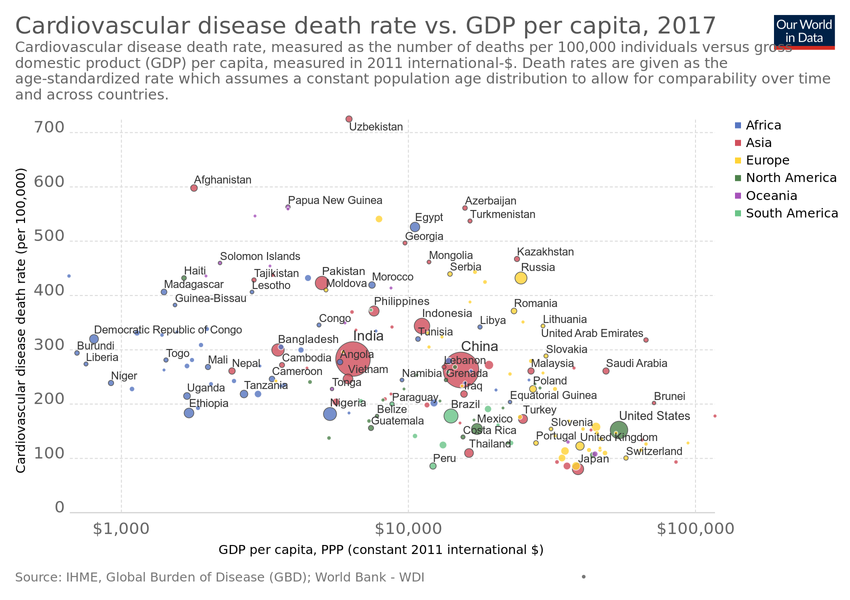 Cardiovascular disease death rate vs. GDP per capita, 2017
Our World
in Data
Cardiovascular disease death rate, measured as the number of deaths per 100,000 individuals versus gross
domestic product (GDP) per capita, measured in 2011 international-$. Death rates are given as the
age-standardized rate which assumes a constant population age distribution to allow for comparability over time
and across countries.
Africa
Asia
Europe
North America
Oceania
South America
Cardiovascular disease death rate (per 100,000)
700
600
500
400
300
200
100
0
Uzbekistan
Afghanistan
Papua New Guinea
Azerbaijan
Turkmenistan
Egypt
Georgia
Kazakhstan
Mongolia
Solomon Islands
Serbia
Russia
Haiti
Tajikistan
Pakistan
Morocco
Madagascar
Lesotho
Moldova
Guinea-Bissau
Philippines
Romania
Indonesia
Congo
Libya
Lithuania
Democratic Republic of Congo
Tunisia
United Arab Emirates
India
Bangladesh
China
Burundi
Angola
Slovakia
Liberia
Togo
Mali
Nepal
Cambodia
Lebanon
Malaysia
Saudi Arabia
Cameroon
Vietnam
Namibia
Grenada
Niger
Tanzania
Tonga
Iraq
Poland
Uganda
Paraguay
Equatorial Guinea
Brunei
Ethiopia
Nigeria
Belize
Brazil
Turkey
United States
Guatemala
Mexico
Slovenia
Costa Rica
Portugal
United Kingdom
Thailand
Switzerland
Peru
Japan
$1,000
$10,000
$100,000
GDP per capita, PPP (constant 2011 international $)
Source: IHME, Global Burden of Disease (GBD); World Bank - WDI